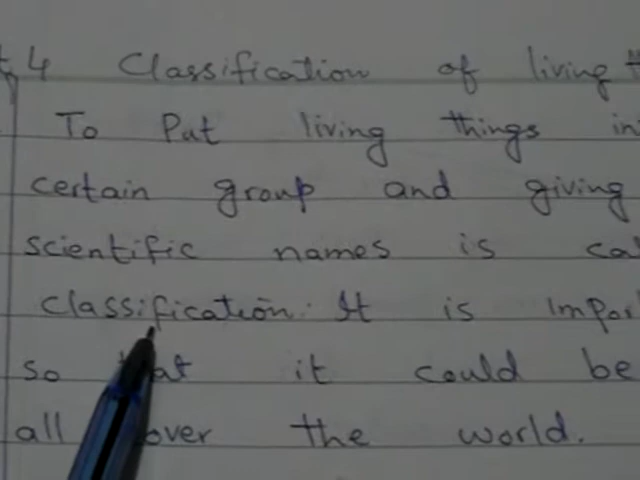 4 Classification of living
To Put living things
certain group and giving
scientific names is
classification. It is
so that it could be
all over the world.